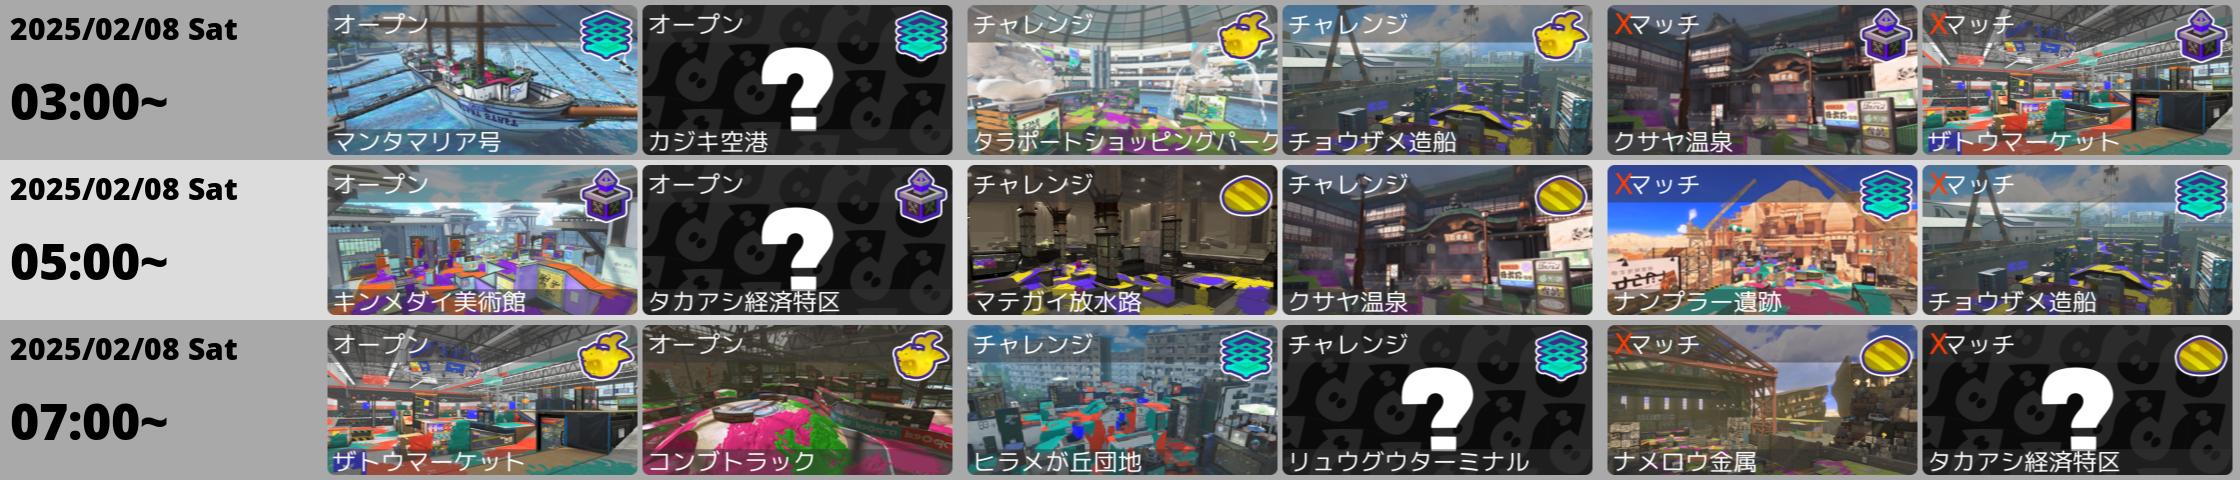 2025/02/08 Sat
03:00~
オープン
マンタマリア号
オープン
?
カジキ空港
チャレンジ
タラポートショッピングパーク
チャレンジ
チョウザメ造船
Xマッチ
クサヤ温泉
Xマッチ
ザトウマーケット
2025/02/08 Sat
05:00~
オープン
キンメダイ美術館
オープン
?
タカアシ経済特区
チャレンジ
マテガイ放水路
チャレンジ
クサヤ温泉
Xマッチ
ナンプラー遺跡
Xマッチ
チョウザメ造船
2025/02/08 Sat
07:00~
オープン
ザトウマーケット
オープン
コンブトラック
チャレンジ
ヒラメが丘団地
チャレンジ
?
リュウグウターミナル
Xマッチ
ナメロウ金属
Xマッチ
?
タカアシ経済特区